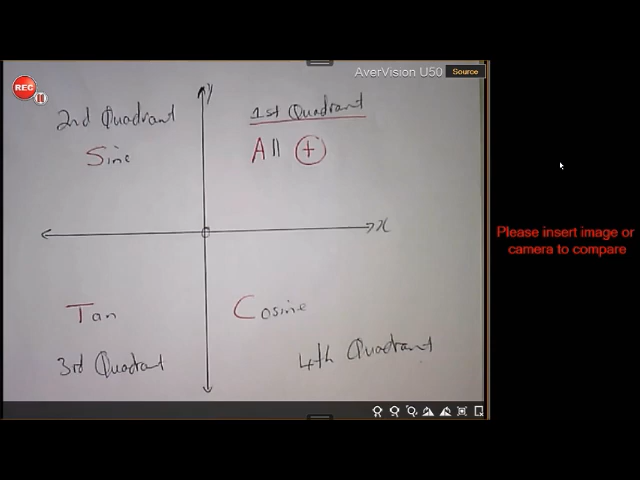 AverVision U50
Source
REC
y
2nd Quadrant
1st Quadrant
Sine
All +
x
Please insert image or
camera to compare
Tan
Cosine
3rd Quadrant
4th Quadrant